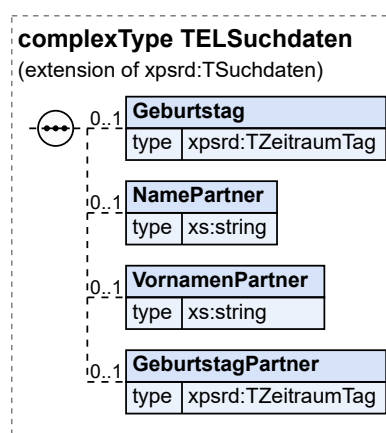 complexType TELSuchdaten
(extension of xpsrd:TSuchdaten)
0..1 Geburtstag
type xpsrd:TZeitraumTag
0..1 NamePartner
type xs:string
0..1 VornamenPartner
type xs:string
0..1 GeburtstagPartner
type xpsrd:TZeitraumTag